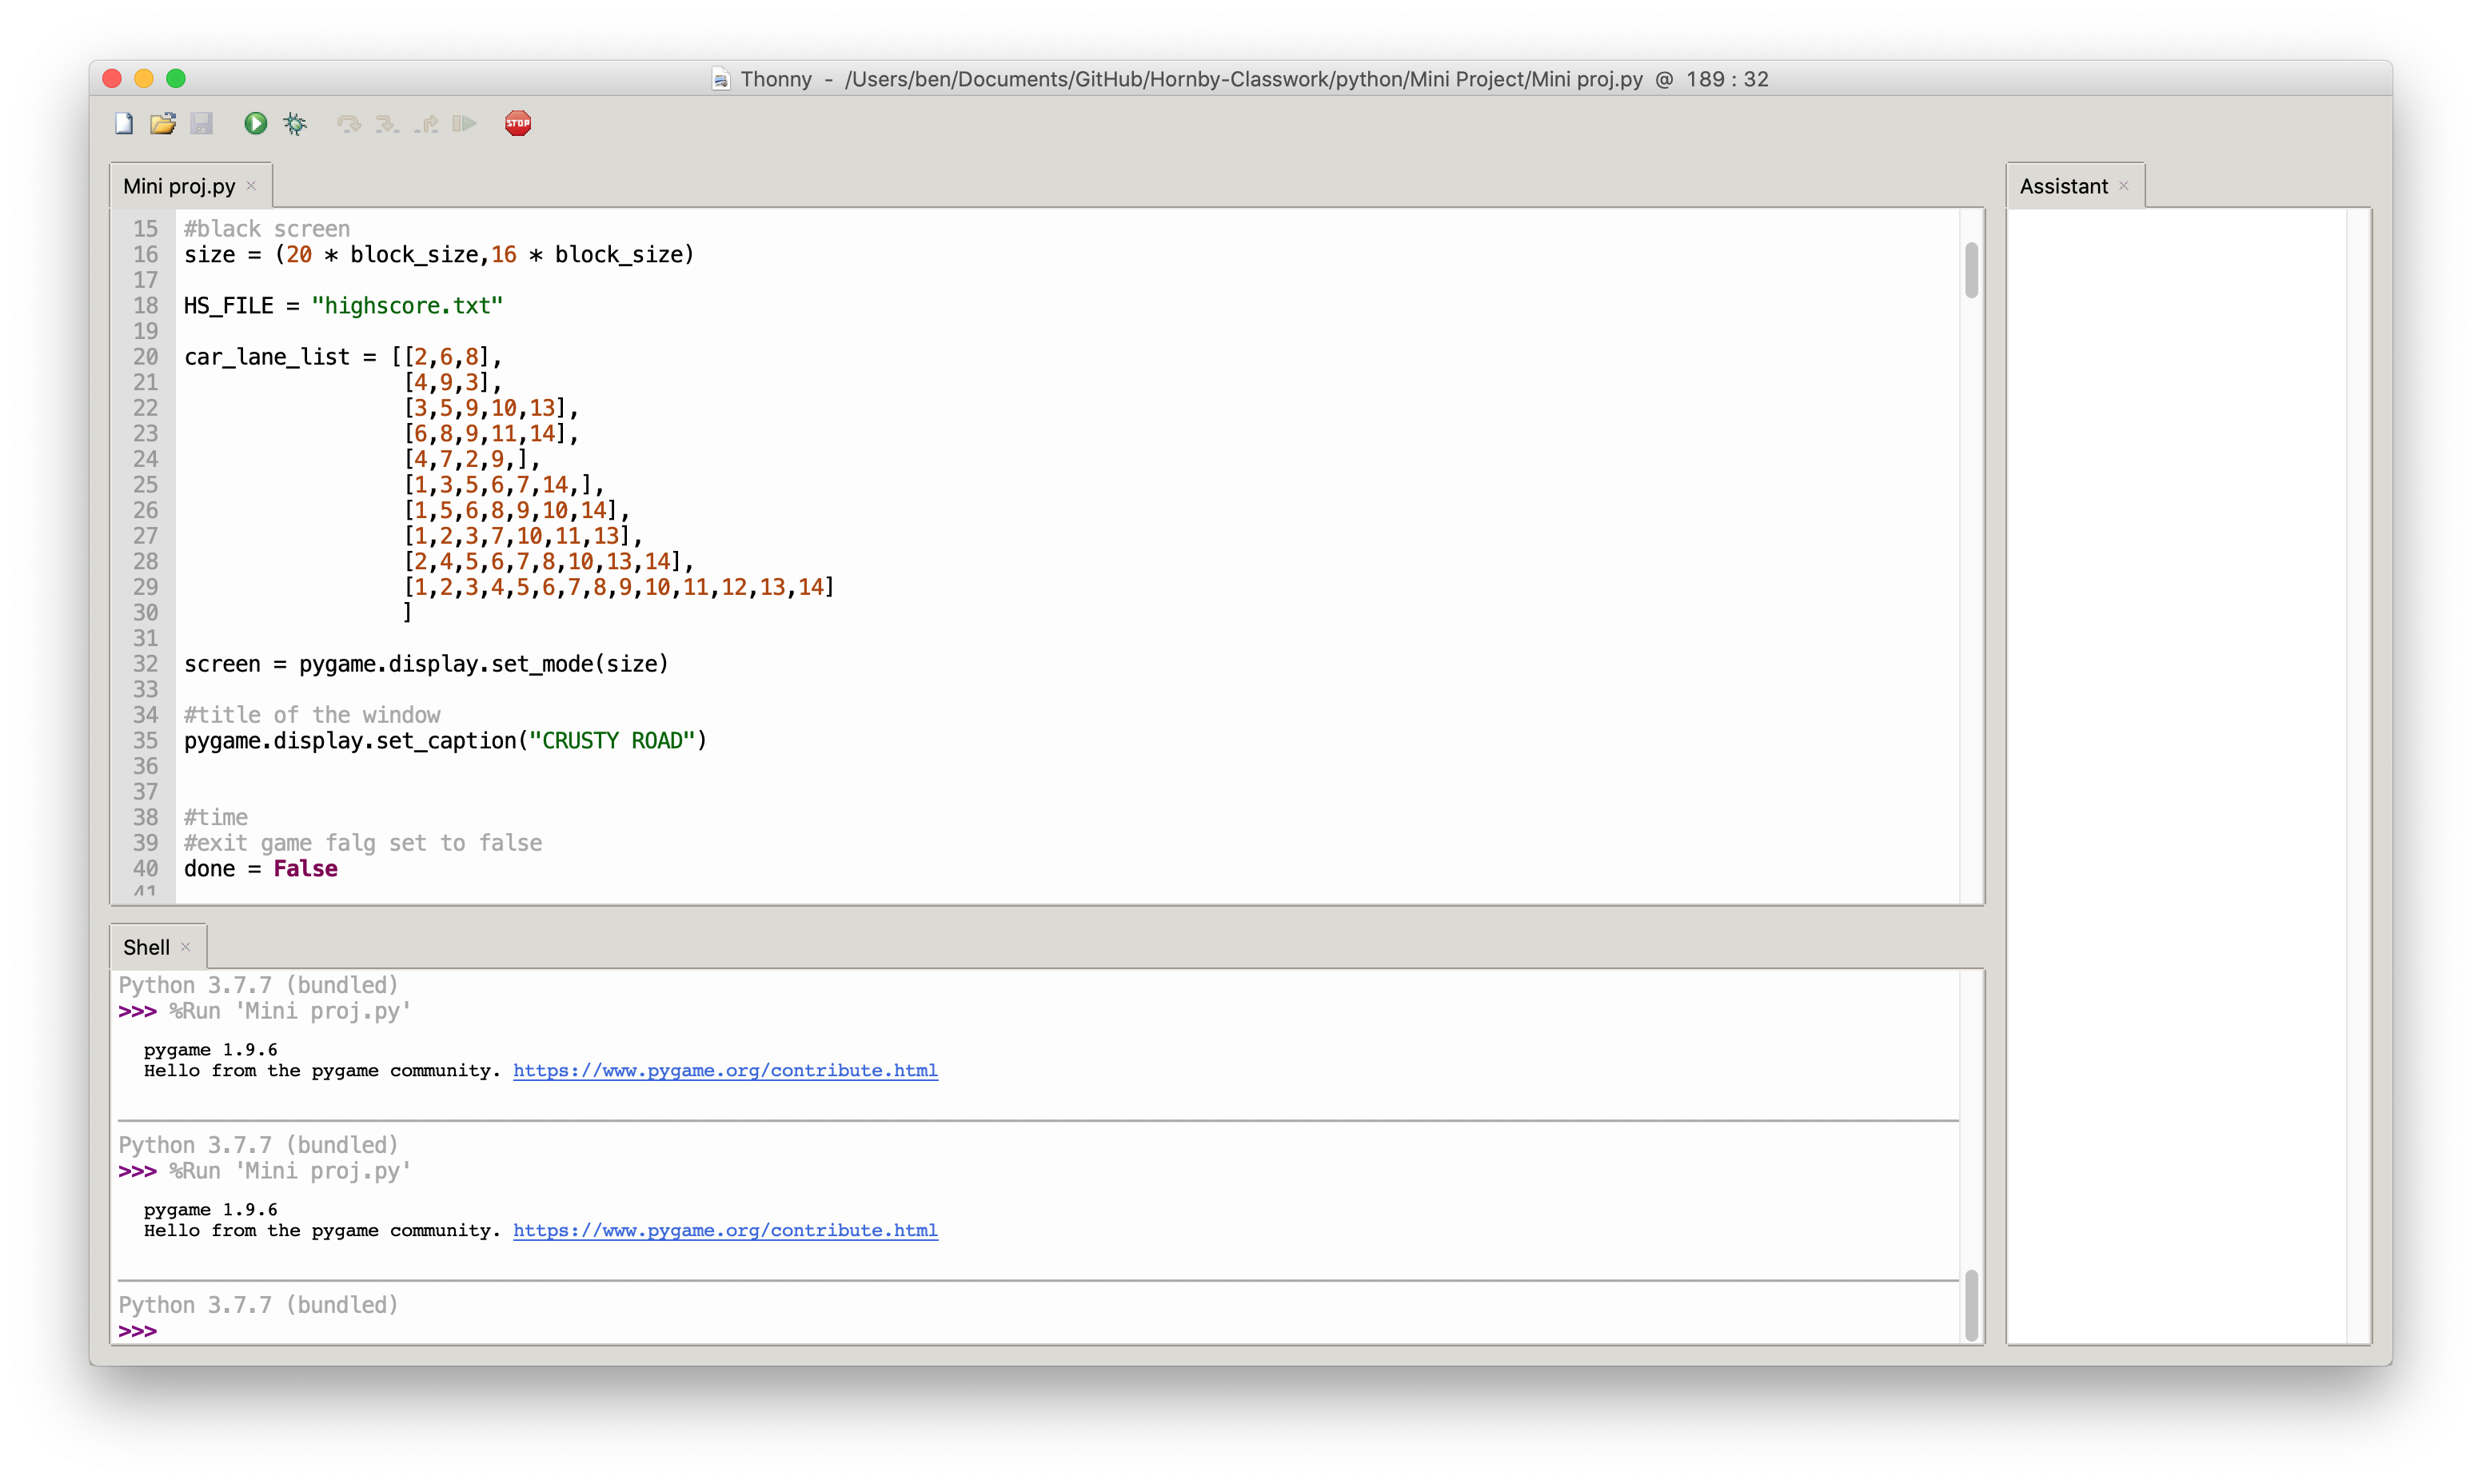 Thonny - /Users/ben/Documents/GitHub/Hornby-Classwork/python/Mini Project/Mini proj.py @ 189 : 32
STOP
Mini proj.py ×
Assistant ×
15 #black screen
16 size = (20 * block_size,16 * block_size)
17
18 HS_FILE = "highscore.txt"
19
20 car_lane_list = [[2,6,8],
21                  [4,9,3],
22                  [3,5,9,10,13],
23                  [6,8,9,11,14],
24                  [4,7,2,9,],
25                  [1,3,5,6,7,14,],
26                  [1,5,6,8,9,10,14],
27                  [1,2,3,7,10,11,13],
28                  [2,4,5,6,7,8,10,13,14],
29                  [1,2,3,4,5,6,7,8,9,10,11,12,13,14]
30                  ]
31
32 screen = pygame.display.set_mode(size)
33
34 #title of the window
35 pygame.display.set_caption("CRUSTY ROAD")
36
37
38 #time
39 #exit game falg set to false
40 done = False
41
Shell ×
Python 3.7.7 (bundled)
>>> %Run 'Mini proj.py'
pygame 1.9.6
Hello from the pygame community. https://www.pygame.org/contribute.html
Python 3.7.7 (bundled)
>>> %Run 'Mini proj.py'
pygame 1.9.6
Hello from the pygame community. https://www.pygame.org/contribute.html
Python 3.7.7 (bundled)
>>>